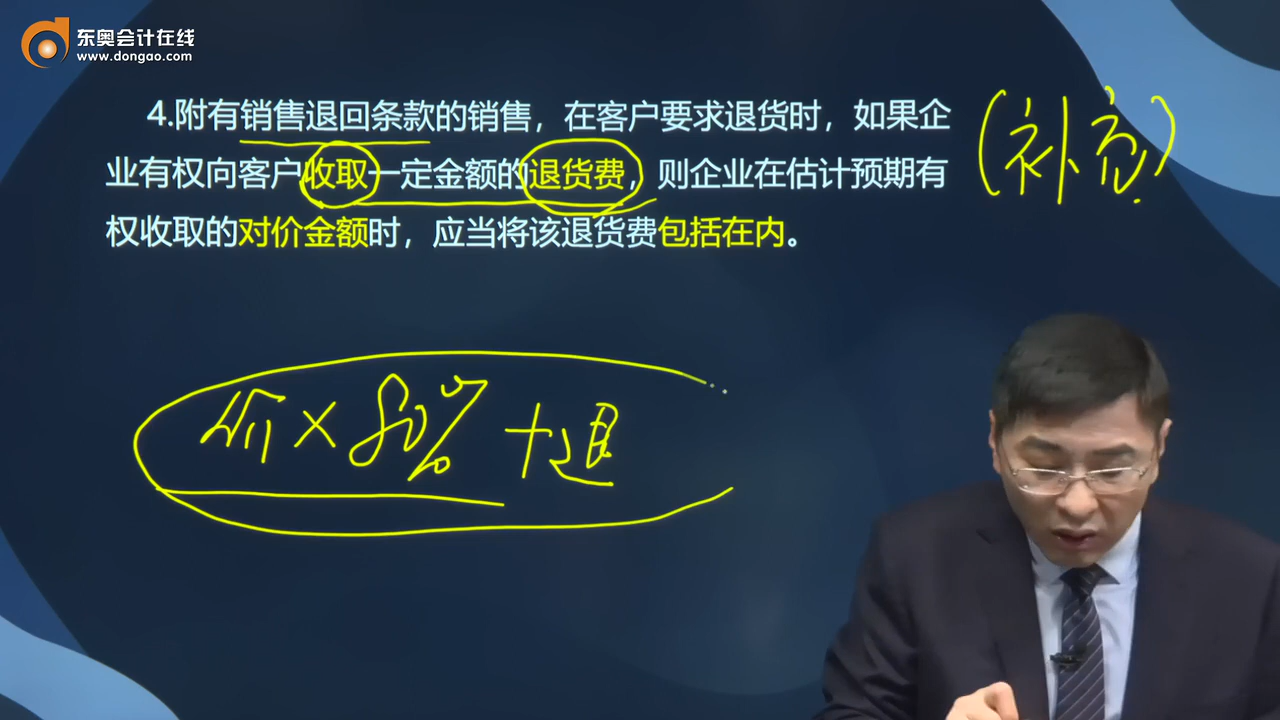 东奥会计在线
www.dongao.com
4.附有销售退回条款的销售，在客户要求退货时，如果企
业有权向客户收取一定金额的退货费，则企业在估计预期有
权收取的对价金额时，应当将该退货费包括在内。
(补充)
价×80%+退